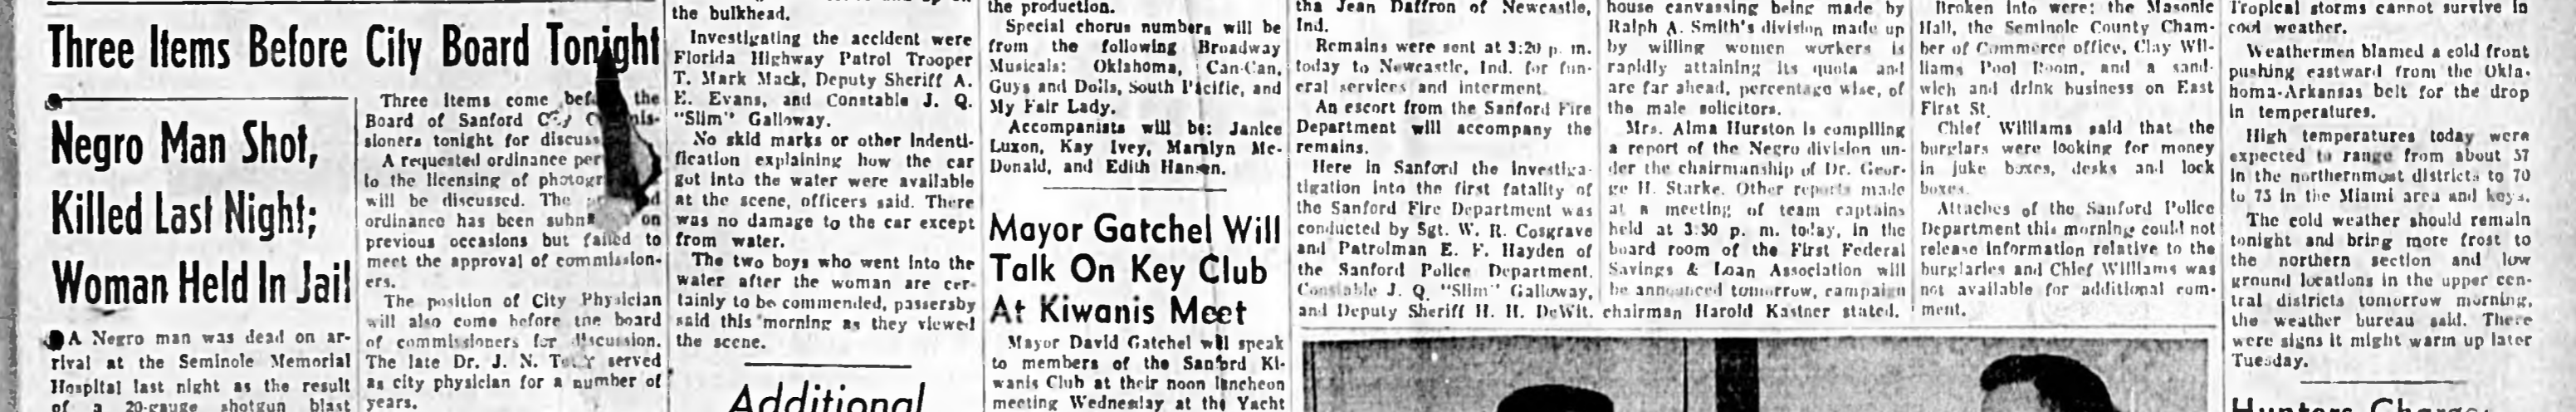 Three Items Before City Board Tonight
Negro Man Shot,
Killed Last Night;
Woman Held In Jail
A Negro man was dead on ar-
rival at the Seminole Memorial
Hospital last night as the result
of a 20-gauge shotgun blast
Three items come the
Board of Sanford
sioners tonight for
A requested ordinance
to the licensing of
will be discussed. The
ordinance has been on
previous occasions but failed to
meet the approval of commission-
ers.
The position of City Physician
will also come before the board
of commissioners for discussion.
The late Dr. J. N. served
as city physician for a number of
years.
the bulkhead.
Investigating the accident were
Florida Highway Patrol Trooper
T. Mark Mack, Deputy Sheriff A.
E. Evans, and Constable J. Q.
"Slim" Galloway.
No skid marks or other indenti-
fication explaining how the car
got into the water were available
at the scene, officers said. There
was no damage to the car except
from water.
The two boys who went into the
water after the woman are cer-
tainly to be commended, passersby
said this morning as they viewed
the scene.
Additional
the production.
Special chorus numbers will be
from the following Broadway
Musicals: Oklahoma, Can-Can,
Guys and Dolls, South Pacific, and
My Fair Lady.
Accompanists will be: Janice
Luxon, Kay Ivey, Maralyn Mc-
Donald, and Edith Hansen.
Mayor Gatchel Will
Talk On Key Club
At Kiwanis Meet
Mayor David Gatchel will speak
to members of the Sanford Ki-
wanis Club at their noon luncheon
meeting Wednesday at the Yacht
tha Jean Daffron of Newcastle,
Ind.
Remains were sent at 3:20 p. m.
today to Newcastle, Ind. for fun-
eral services and interment.
An escort from the Sanford Fire
Department will accompany the
remains.
Here in Sanford the investiga-
tigation into the first fatality of
the Sanford Fire Department was
conducted by Sgt. W. R. Cosgrave
and Patrolman E. F. Hayden of
the Sanford Police Department.
Constable J. Q. "Slim" Galloway,
and Deputy Sheriff H. H. DeWit.
house canvassing being made by
Ralph A. Smith's division made up
by willing women workers is
rapidly attaining its quota and
are far ahead, percentage wise, of
the male solicitors.
Mrs. Alma Hurston is compiling
a report of the Negro division un-
der the chairmanship of Dr. Geor-
ge H. Starke. Other reports made
at a meeting of team captains
held at 3:30 p. m. today, in the
board room of the First Federal
Savings & Loan Association will
be announced tomorrow, campaign
chairman Harold Kastner stated.
Broken into were: the Masonic
Hall, the Seminole County Cham-
ber of Commerce office, Clay Wil-
liams Pool Room, and a sand-
wich and drink business on East
First St.
Chief Williams said that the
burglars were looking for money
in juke boxes, desks and lock
boxes.
Attaches of the Sanford Police
Department this morning could not
release information relative to the
burglaries and Chief Williams was
not available for additional com-
ment.
Tropical storms cannot survive in
cool weather.
Weathermen blamed a cold front
pushing eastward from the Okla-
homa-Arkansas belt for the drop
in temperatures.
High temperatures today were
expected to range from about 57
in the northernmost districts to 70
to 75 in the Miami area and keys.
The cold weather should remain
tonight and bring more frost to
the northern section and low
ground locations in the upper cen-
tral districts tomorrow morning,
the weather bureau said. There
were signs it might warm up later
Tuesday.
Hunters Charge